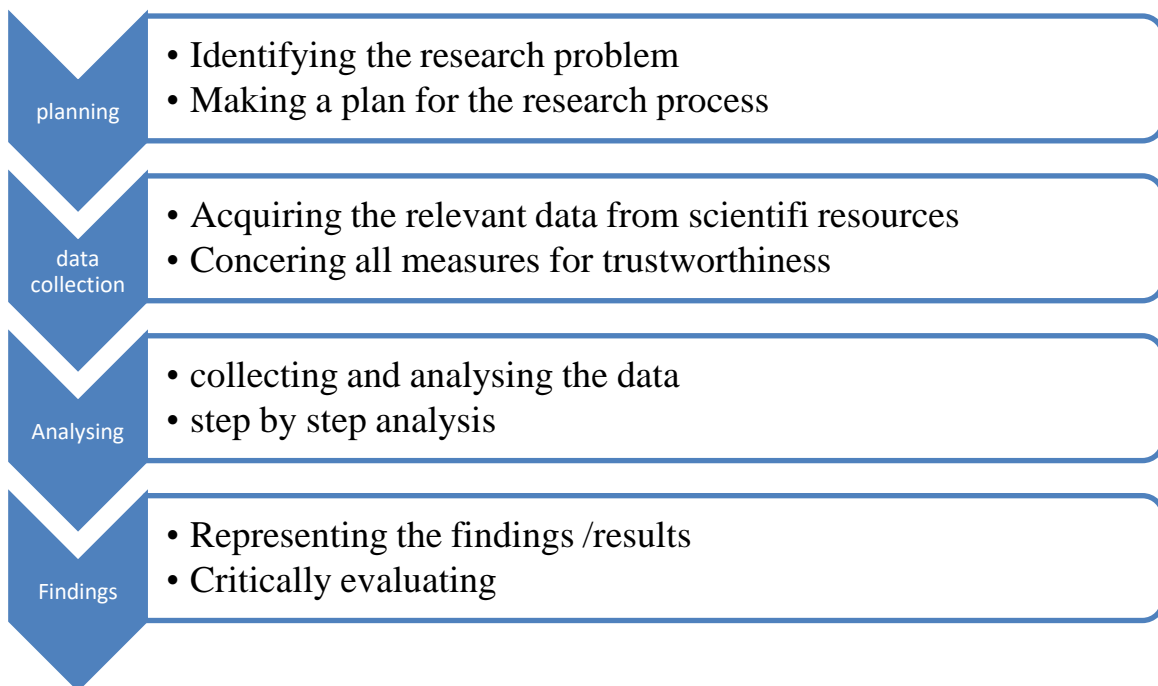 planning
• Identifying the research problem
• Making a plan for the research process
data
collection
• Acquiring the relevant data from scientifi resources
• Concering all measures for trustworthiness
Analysing
• collecting and analysing the data
• step by step analysis
Findings
• Representing the findings /results
• Critically evaluating